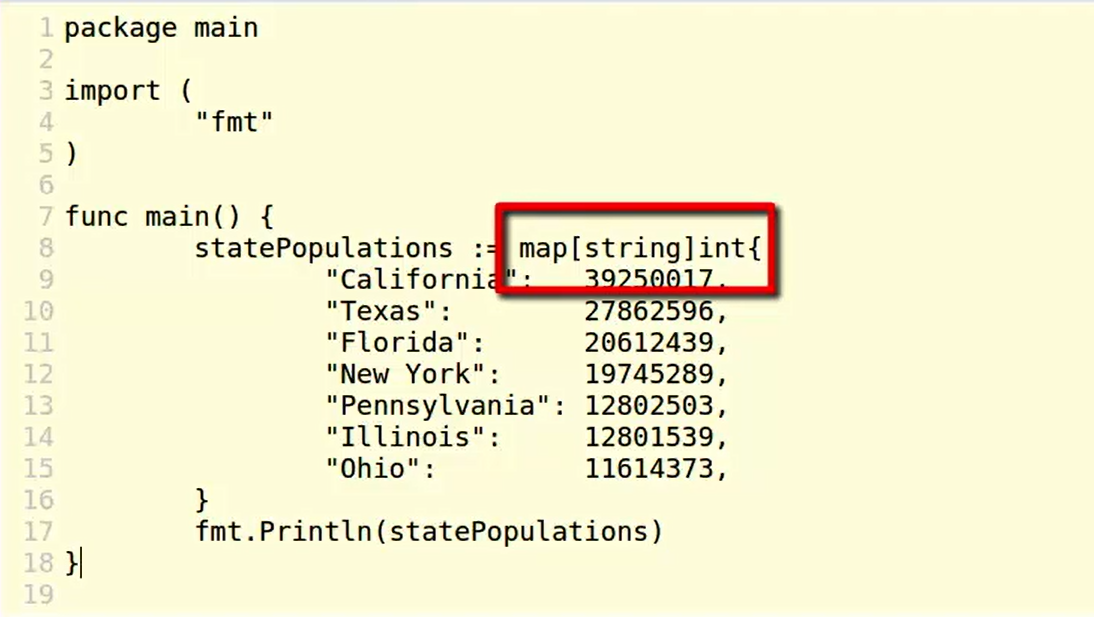 1 package main
2
3 import (
4         "fmt"
5 )
6
7 func main() {
8         statePopulations := map[string]int{
9                 "California":   39250017,
10                 "Texas":        27862596,
11                 "Florida":      20612439,
12                 "New York":     19745289,
13                 "Pennsylvania": 12802503,
14                 "Illinois":     12801539,
15                 "Ohio":         11614373,
16         }
17         fmt.Println(statePopulations)
18 }
19